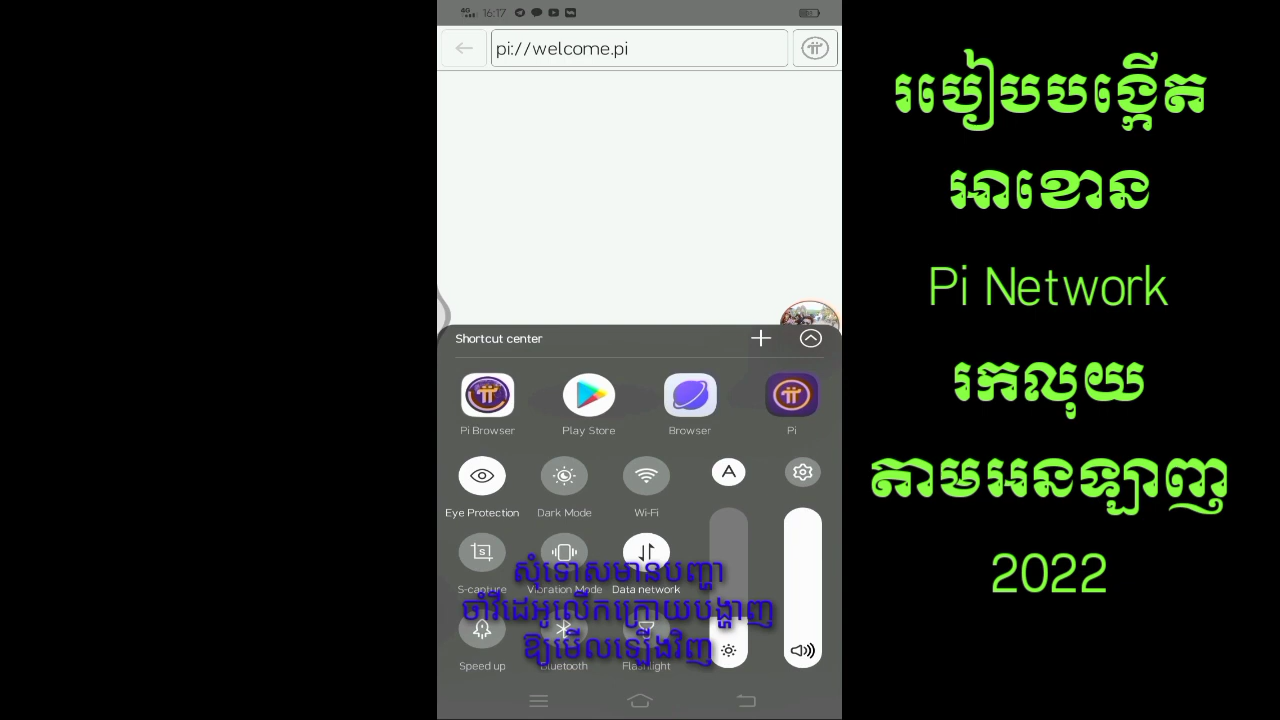 4G 16:17
pi://welcome.pi
Shortcut center
Pi Browser
Play Store
Browser
Pi
Eye Protection
Dark Mode
Wi-Fi
A
S-capture
Vibration Mode
Data network
Speed up
Bluetooth
Flashlight
សុំទោសមានបញ្ហា
ចាំវីដេអូលើកក្រោយបង្ហាញ
ឱ្យមើលឡើងវិញ
របៀបបង្កើត
អាខោន
Pi Network
រកលុយ
តាមអនឡាញ
2022